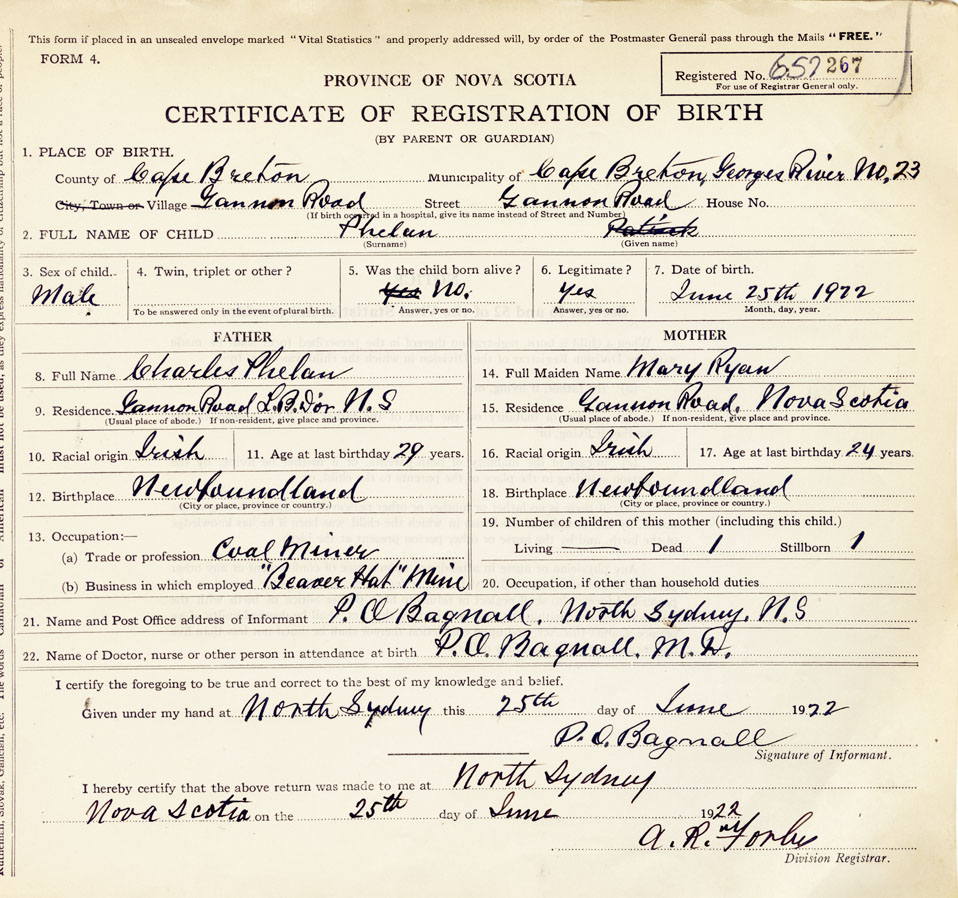 This form if placed in an unsealed envelope marked "Vital Statistics" and properly addressed will, by order of the Postmaster General pass through the Mails "FREE."
FORM 4.
PROVINCE OF NOVA SCOTIA
Registered No. 657267
For use of Registrar General only.
CERTIFICATE OF REGISTRATION OF BIRTH
(BY PARENT OR GUARDIAN)
1. PLACE OF BIRTH.
County of Cape Breton Municipality of Cape Breton, Georges River No, 23
City, Town or Village Gannon Road Street Gannon Road House No.
(If birth occurred in a hospital, give its name instead of Street and Number)
2. FULL NAME OF CHILD Phelan Patrick
(Surname) (Given name)
3. Sex of child. 4. Twin, triplet or other? 5. Was the child born alive? 6. Legitimate? 7. Date of birth.
Male Yes No. Yes June 25th 1922
To be answered only in the event of plural birth. Answer, yes or no. Answer, yes or no. Month, day, year.
FATHER MOTHER
8. Full Name Charles Phelan 14. Full Maiden Name Mary Ryan
9. Residence. Gannon Road L.B. D'or N.S 15. Residence Gannon Road, Nova Scotia
(Usual place of abode.) If non-resident, give place and province. (Usual place of abode.) If non-resident, give place and province.
10. Racial origin Irish 11. Age at last birthday 29 years. 16. Racial origin Irish 17. Age at last birthday 24 years.
12. Birthplace Newfoundland 18. Birthplace Newfoundland
(City or place, province or country.) (City or place, province or country.)
13. Occupation:— 19. Number of children of this mother (including this child.)
(a) Trade or profession Coal Miner Living — Dead 1 Stillborn 1
(b) Business in which employed "Beaver Hat" Mine 20. Occupation, if other than household duties
21. Name and Post Office address of Informant P. O Bagnall, North Sydney, N.S
22. Name of Doctor, nurse or other person in attendance at birth P.O. Bagnall. M.D.
I certify the foregoing to be true and correct to the best of my knowledge and belief.
Given under my hand at North Sydney this 25th day of June 1922
P. O. Bagnall
Signature of Informant.
I hereby certify that the above return was made to me at North Sydney
Nova Scotia on the 25th day of June 1922
A. R. Forbes
Division Registrar.